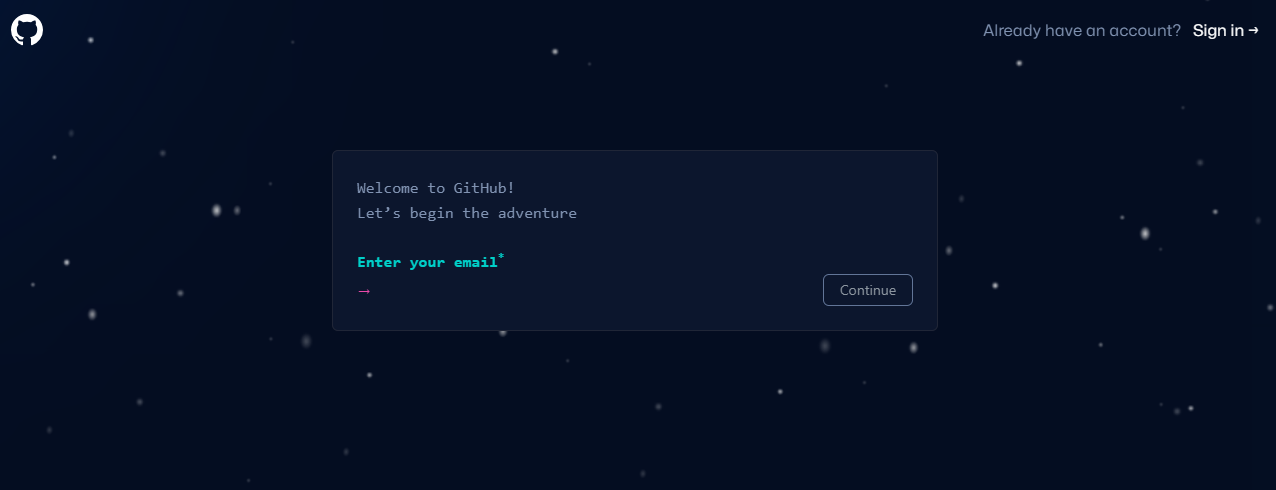 Already have an account? Sign in →
Welcome to GitHub!
Let’s begin the adventure
Enter your email*
→
Continue